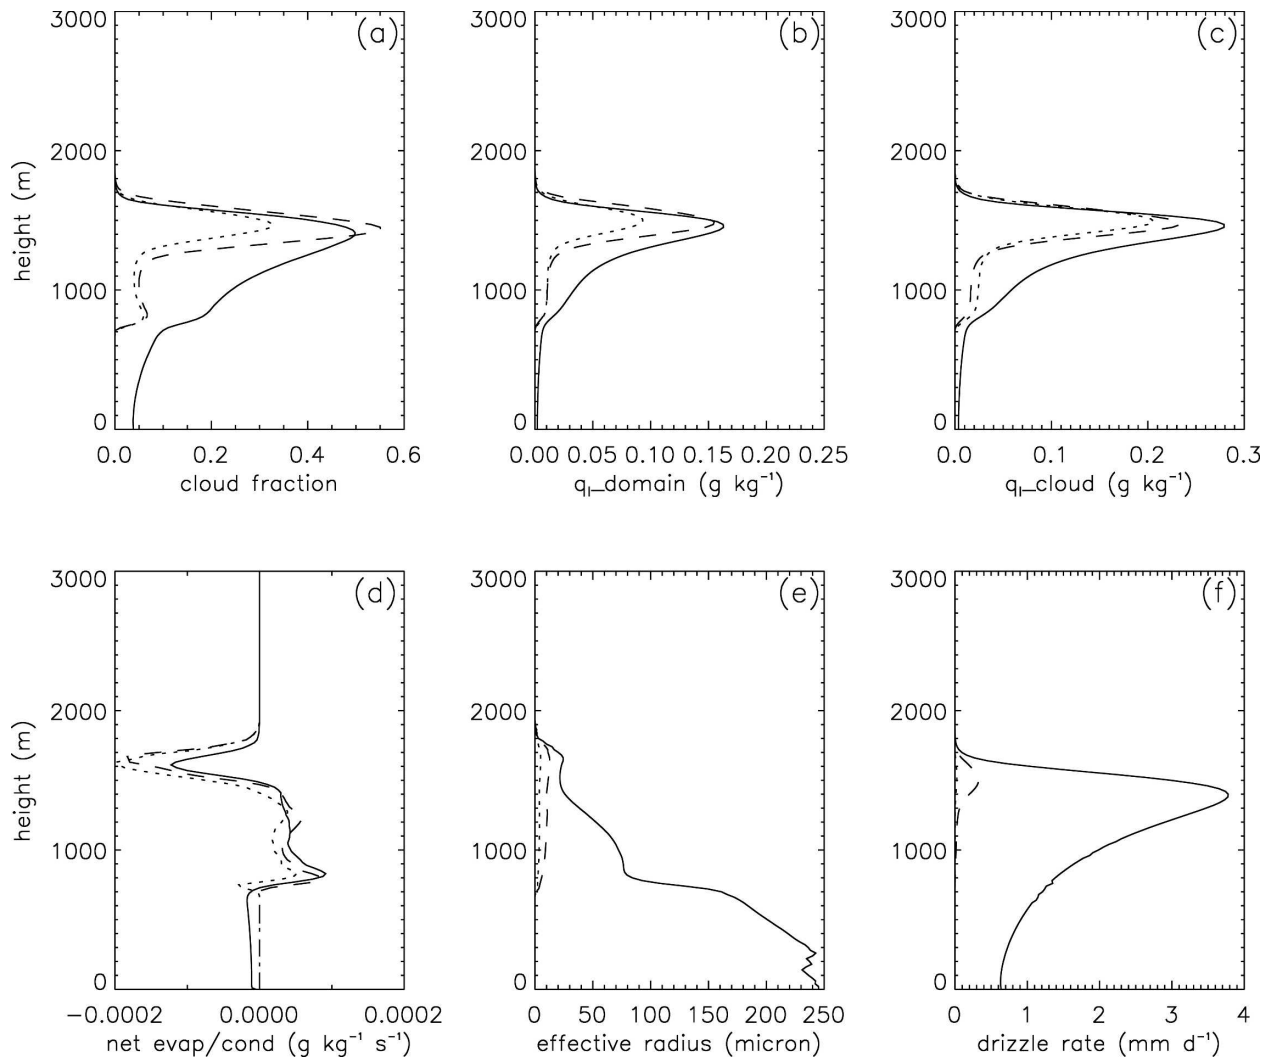 3000
(a)
2000
1000
0
height (m)
0.0 0.2 0.4 0.6
cloud fraction
3000
(b)
2000
1000
0
0.00 0.05 0.10 0.15 0.20 0.25
q_l_domain (g kg⁻¹)
3000
(c)
2000
1000
0
0.0 0.1 0.2 0.3
q_l_cloud (g kg⁻¹)
3000
(d)
2000
1000
0
height (m)
−0.0002 0.0000 0.0002
net evap/cond (g kg⁻¹ s⁻¹)
3000
(e)
2000
1000
0
0 50 100 150 200 250
effective radius (micron)
3000
(f)
2000
1000
0
0 1 2 3 4
drizzle rate (mm d⁻¹)